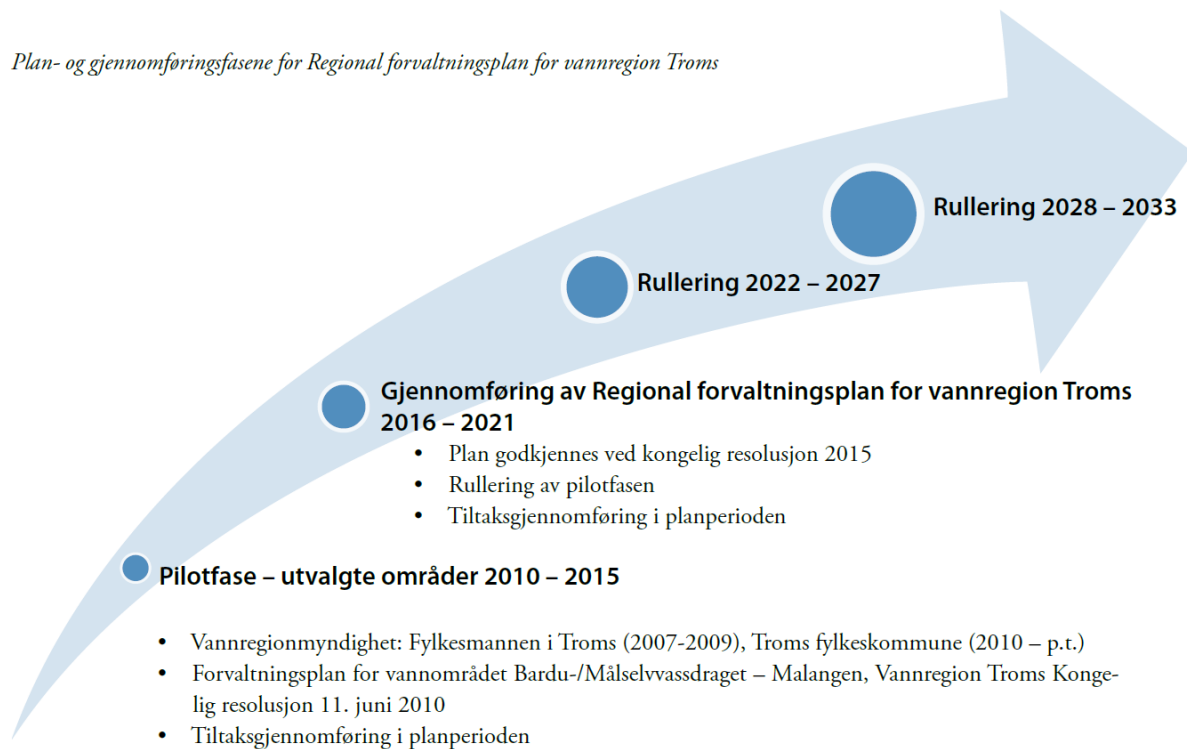 Plan- og gjennomføringsfasene for Regional forvaltningsplan for vannregion Troms
Rullering 2028 – 2033
Rullering 2022 – 2027
Gjennomføring av Regional forvaltningsplan for vannregion Troms
2016 – 2021
• Plan godkjennes ved kongelig resolusjon 2015
• Rullering av pilotfasen
• Tiltaksgjennomføring i planperioden
Pilotfase – utvalgte områder 2010 – 2015
• Vannregionmyndighet: Fylkesmannen i Troms (2007-2009), Troms fylkeskommune (2010 – p.t.)
• Forvaltningsplan for vannområdet Bardu-/Målselvvassdraget – Malangen, Vannregion Troms Konge-
lig resolusjon 11. juni 2010
• Tiltaksgjennomføring i planperioden